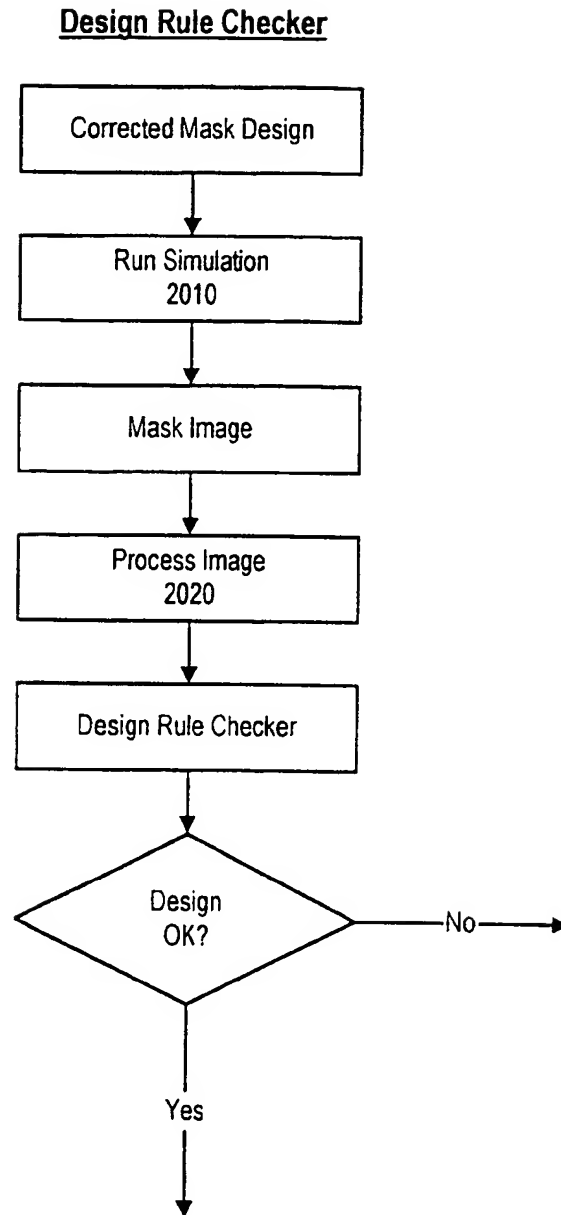 Design Rule Checker
Corrected Mask Design
Run Simulation
2010
Mask Image
Process Image
2020
Design Rule Checker
Design
OK?
No
Yes